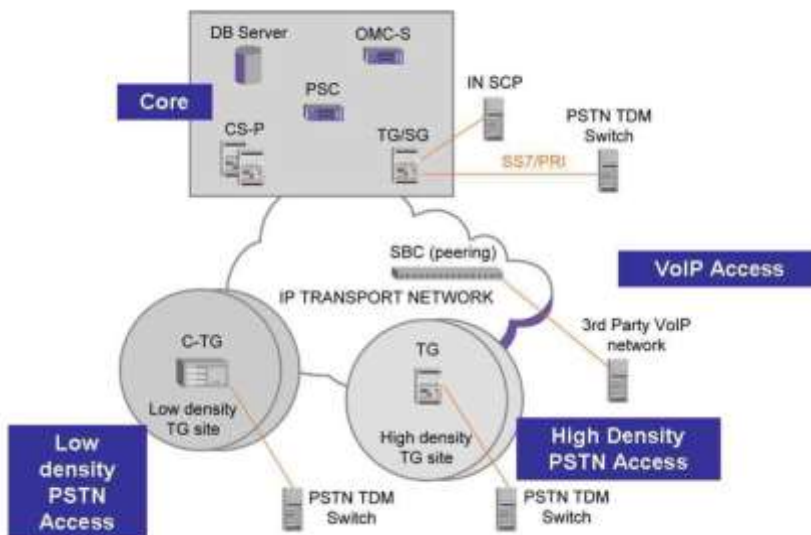 DB Server
OMC-S
PSC
Core
CS-P
TG/SG
IN SCP
PSTN TDM
Switch
SS7/PRI
SBC (peering)
VoIP Access
IP TRANSPORT NETWORK
3rd Party VoIP
network
C-TG
Low density
TG site
TG
High density
TG site
Low
density
PSTN
Access
High Density
PSTN Access
PSTN TDM
Switch
PSTN TDM
Switch